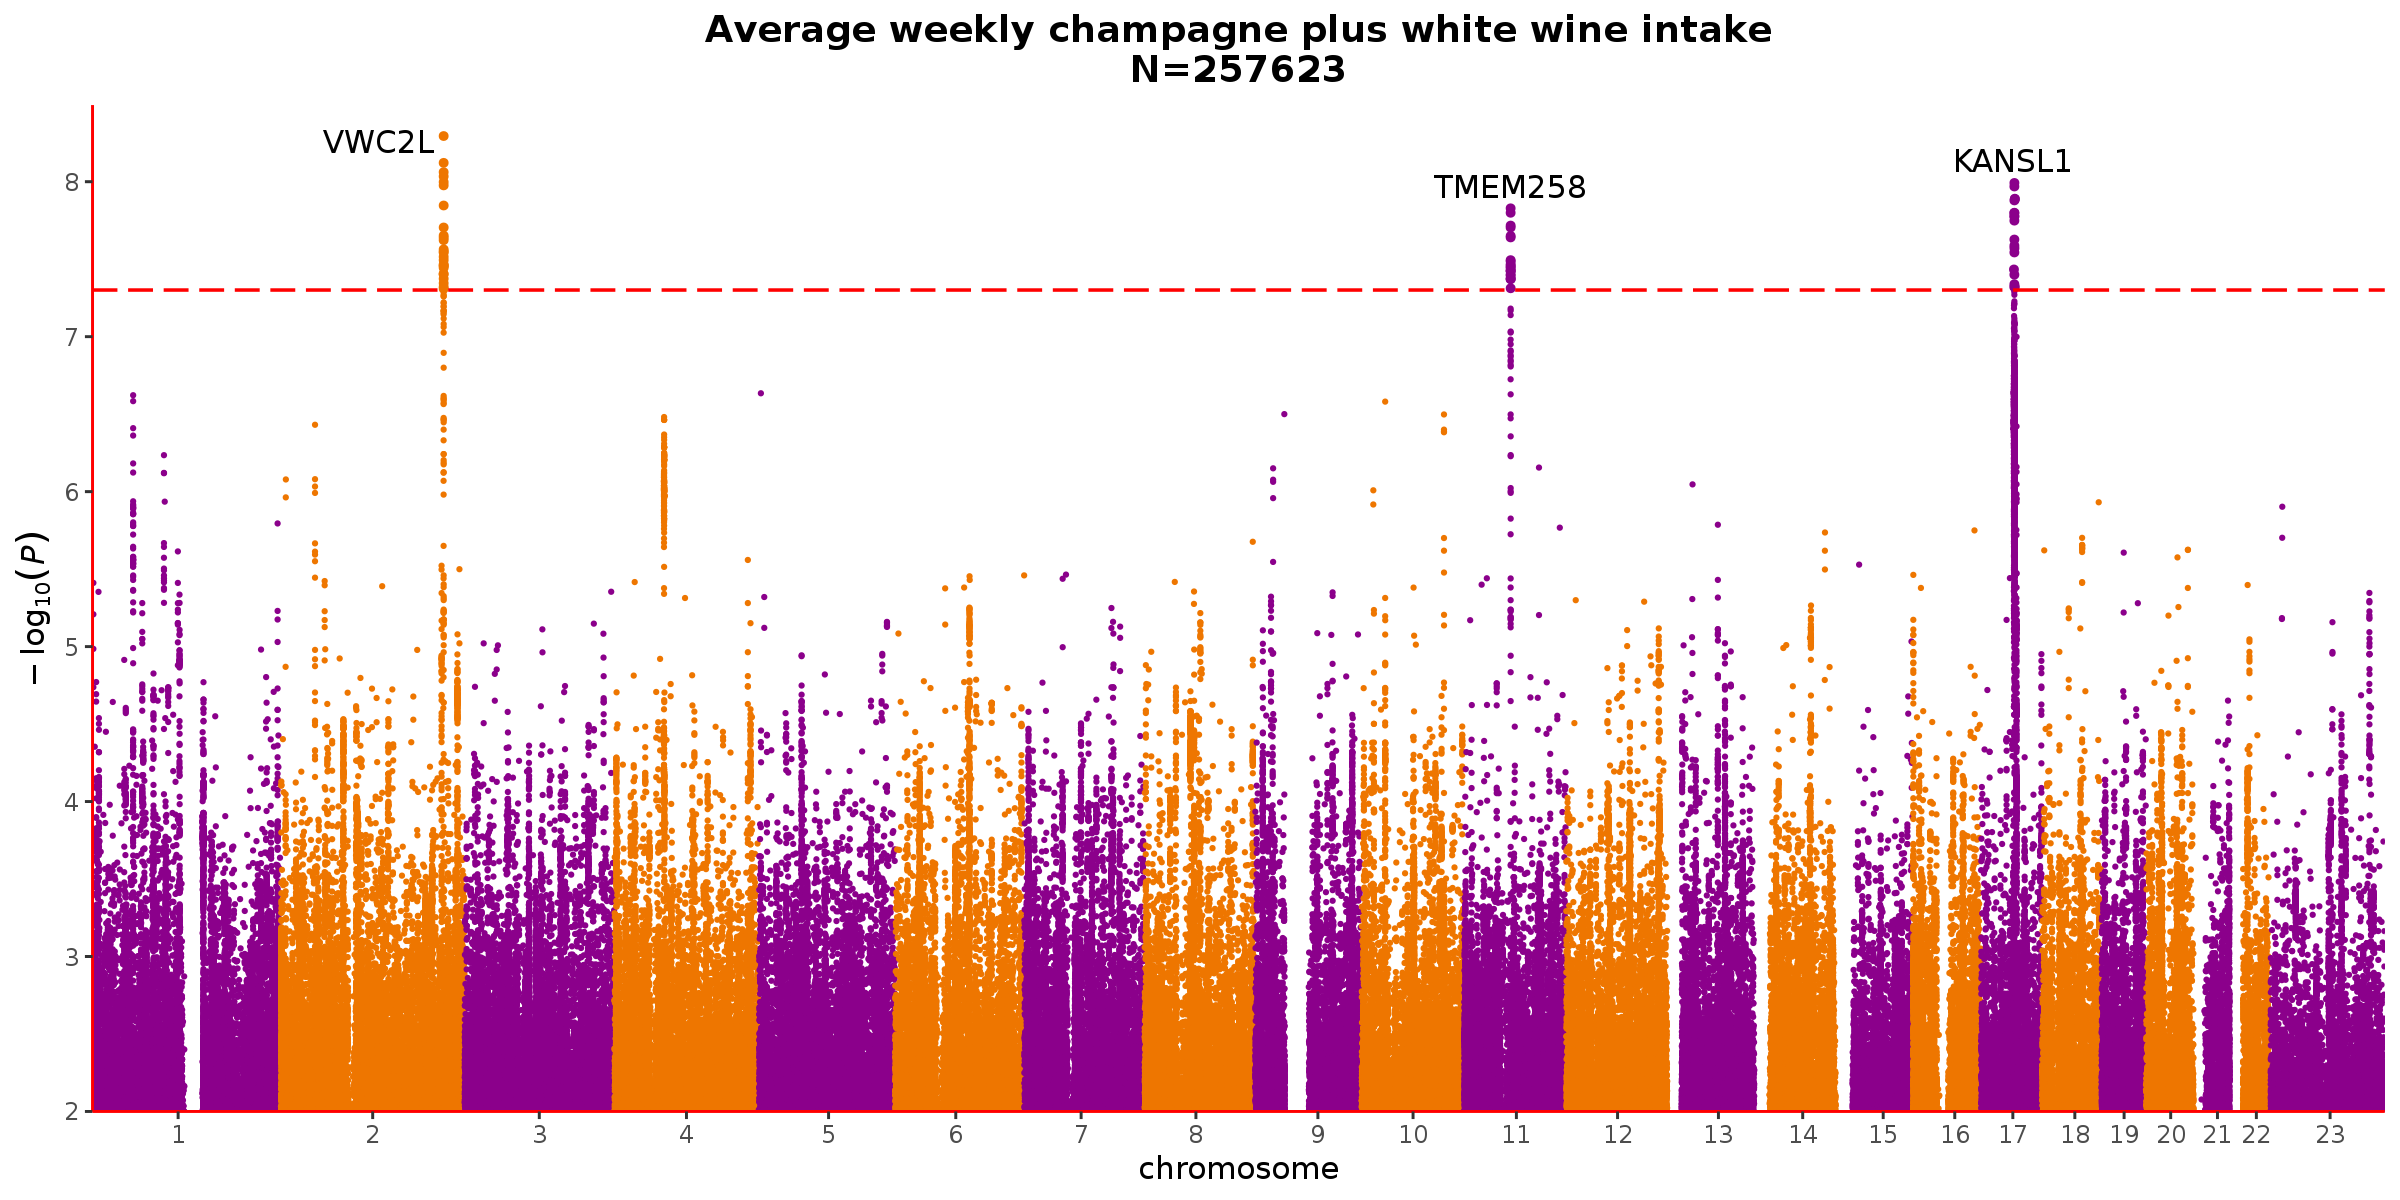 Average weekly champagne plus white wine intake
N=257623
VWC2L
TMEM258
KANSL1
8
7
6
5
4
3
2
−log₁₀(P)
1 2 3 4 5 6 7 8 9 10 11 12 13 14 15 16 17 18 19 20 21 22 23
chromosome